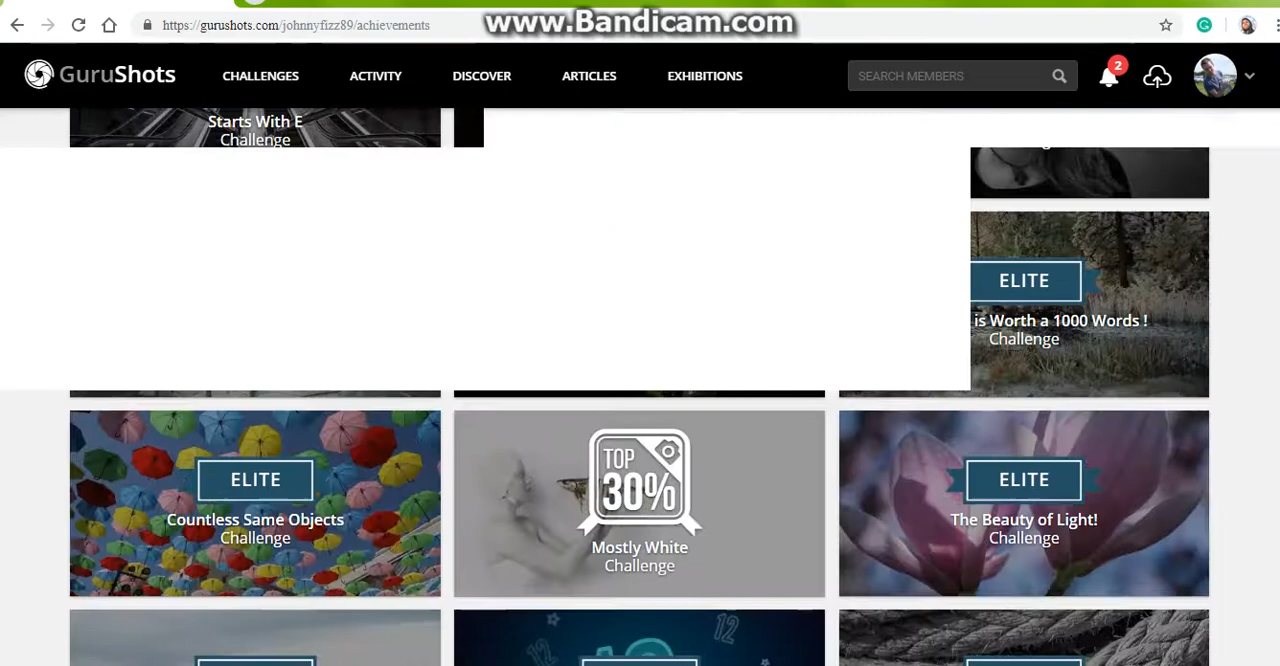 www.Bandicam.com
https://gurushots.com/johnnyfizz89/achievements
GuruShots CHALLENGES ACTIVITY DISCOVER ARTICLES EXHIBITIONS SEARCH MEMBERS 2
Starts With E
Challenge
ELITE
is Worth a 1000 Words !
Challenge
ELITE
Countless Same Objects
Challenge
TOP
30%
Mostly White
Challenge
ELITE
The Beauty of Light!
Challenge
12
12